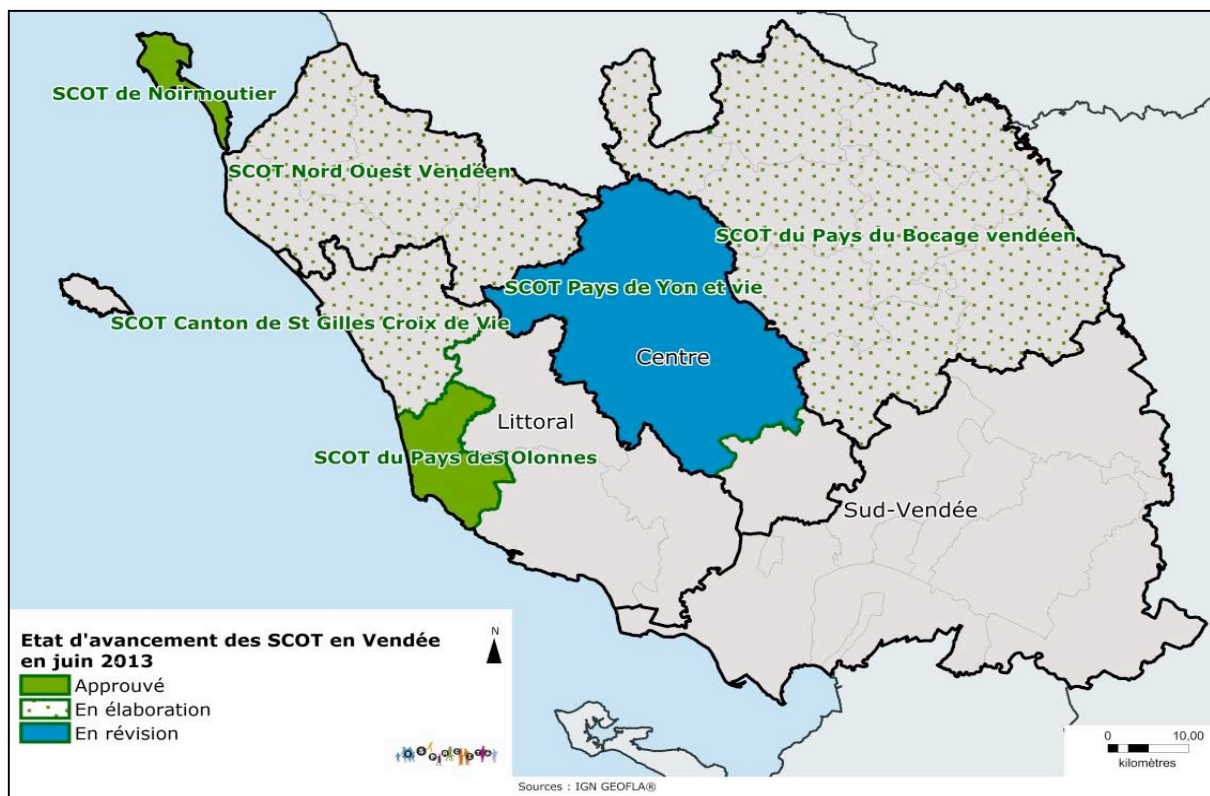 SCOT de Noirmoutier
SCOT Nord Ouest Vendéen
SCOT du Pays du Bocage vendéen
SCOT Pays de Yon et vie
SCOT Canton de St Gilles Croix de Vie
Centre
Littoral
SCOT du Pays des Olonnes
Sud-Vendée
Etat d'avancement des SCOT en Vendée
en juin 2013
N
Approuvé
En élaboration
En révision
0 10,00
kilomètres
Sources : IGN GEOFLA®